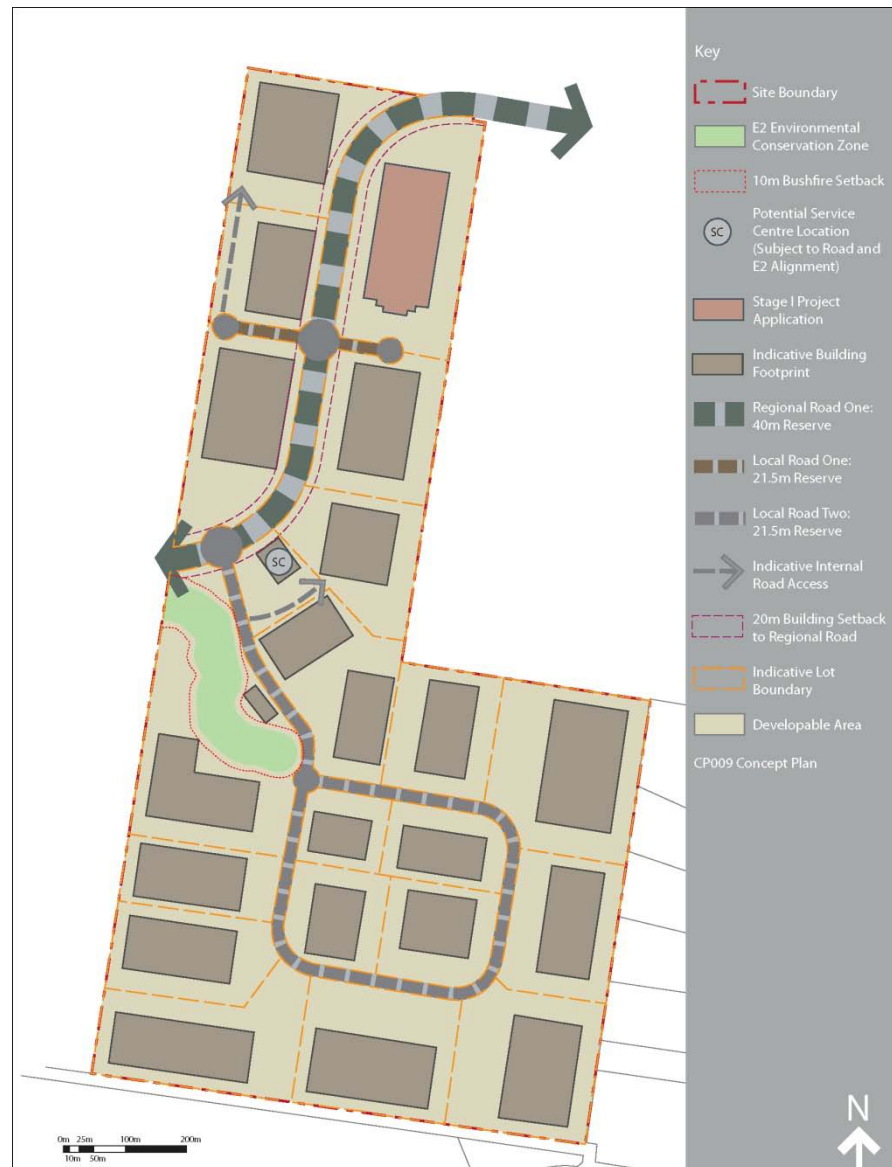 Key
Site Boundary
E2 Environmental
Conservation Zone
10m Bushfire Setback
SC
Potential Service
Centre Location
(Subject to Road and
E2 Alignment)
Stage I Project
Application
Indicative Building
Footprint
Regional Road One:
40m Reserve
Local Road One:
21.5m Reserve
Local Road Two:
21.5m Reserve
Indicative Internal
Road Access
20m Building Setback
to Regional Road
Indicative Lot
Boundary
Developable Area
CP009 Concept Plan
SC
N
0m 25m 100m 200m
10m 50m